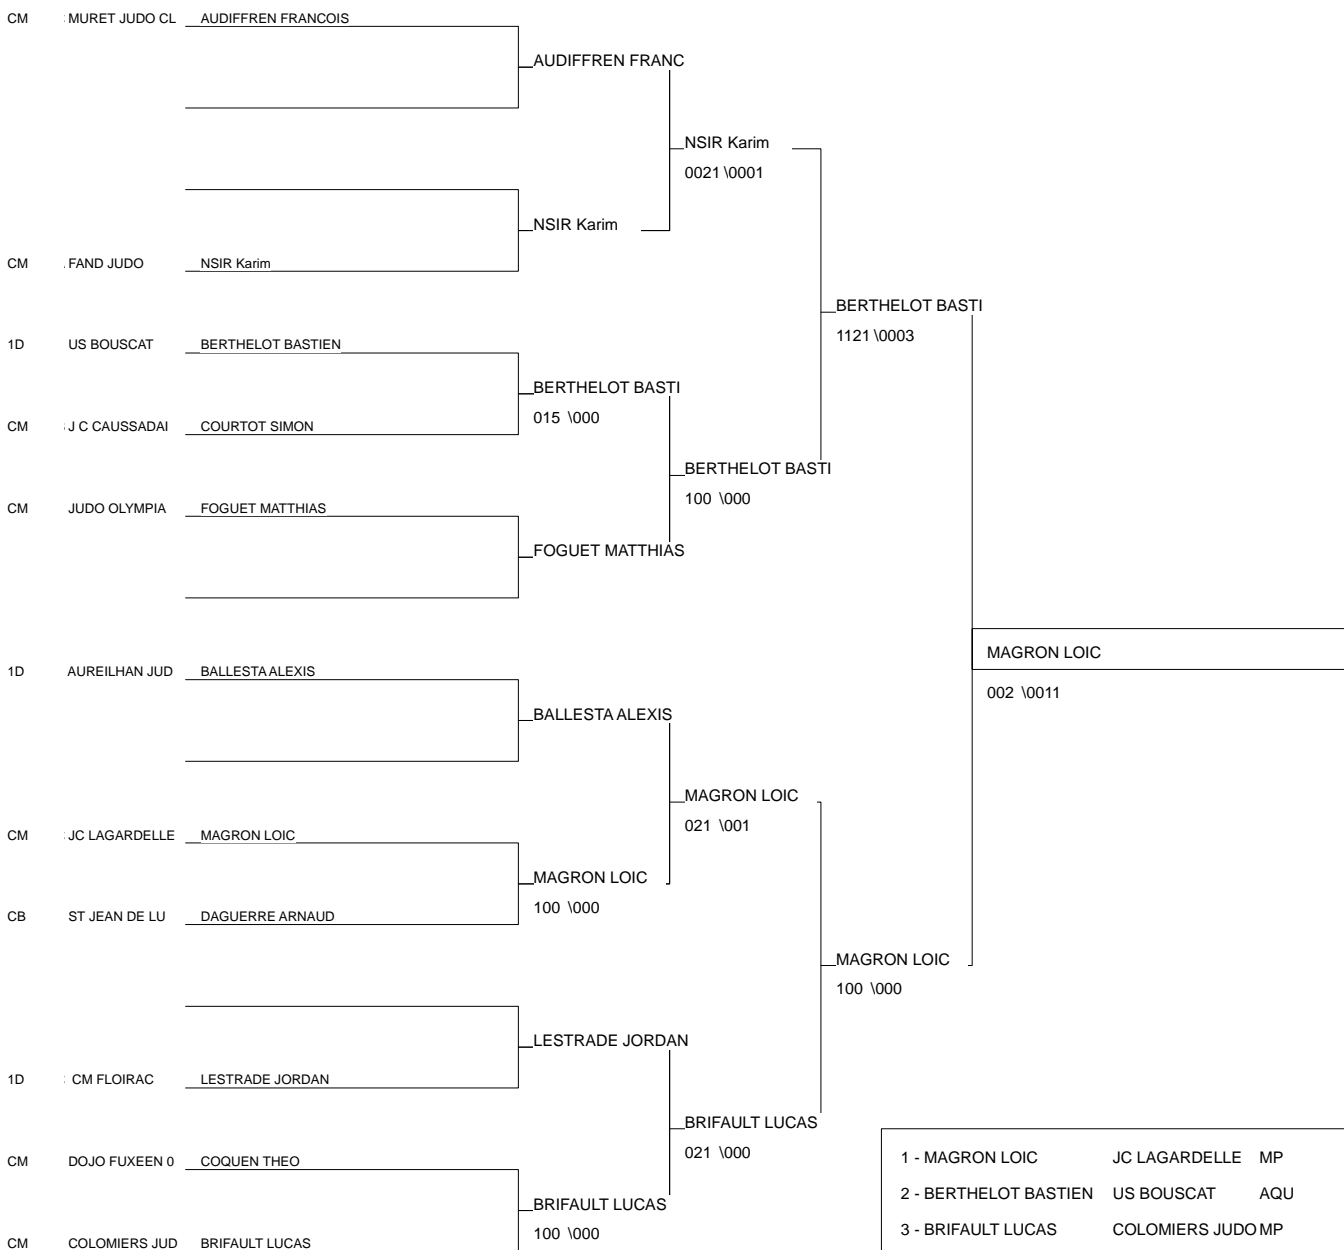 CM MURET JUDO CL AUDIFFREN FRANCOIS
AUDIFFREN FRANC
NSIR Karim
0021 \0001
NSIR Karim
CM FAND JUDO NSIR Karim
BERTHELOT BASTI
1121 \0003
1D US BOUSCAT BERTHELOT BASTIEN
BERTHELOT BASTI
015 \000
CM J C CAUSSADAI COURTOT SIMON
BERTHELOT BASTI
100 \000
CM JUDO OLYMPIA FOGUET MATTHIAS
FOGUET MATTHIAS
MAGRON LOIC
002 \0011
1D AUREILHAN JUD BALLESTA ALEXIS
BALLESTA ALEXIS
MAGRON LOIC
021 \001
CM JC LAGARDELLE MAGRON LOIC
MAGRON LOIC
100 \000
CB ST JEAN DE LU DAGUERRE ARNAUD
MAGRON LOIC
100 \000
LESTRADE JORDAN
1D CM FLOIRAC LESTRADE JORDAN
BRIFAULT LUCAS
021 \000
CM DOJO FUXEEN 0 COQUEN THEO
BRIFAULT LUCAS
100 \000
CM COLOMIERS JUD BRIFAULT LUCAS
1 - MAGRON LOIC JC LAGARDELLE MP
2 - BERTHELOT BASTIEN US BOUSCAT AQU
3 - BRIFAULT LUCAS COLOMIERS JUDO MP